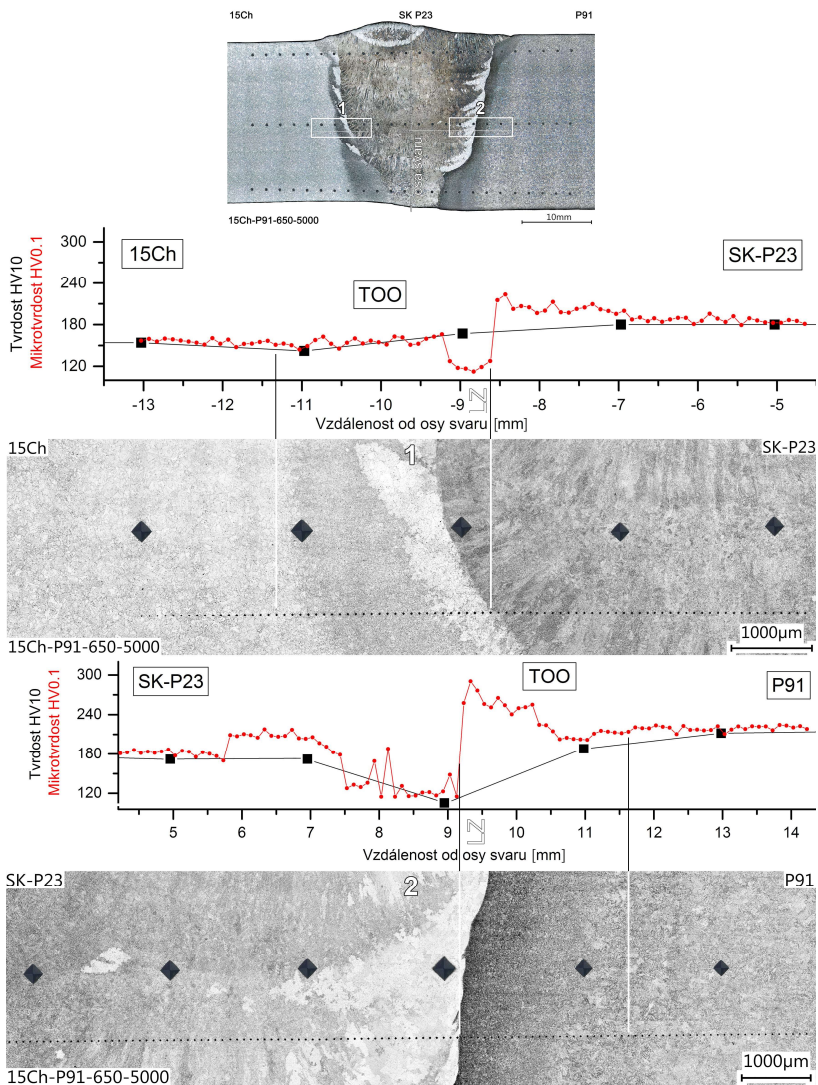 15Ch SK P23 P91
1 2
osa svaru
15Ch-P91-650-5000 10mm
Tvrdost HV10
Mikrotvrdost HV0.1
300
240
180
120
15Ch TOO SK-P23
-13 -12 -11 -10 -9 -8 -7 -6 -5
LZ
Vzdálenost od osy svaru [mm]
15Ch 1 SK-P23
15Ch-P91-650-5000 1000µm
Tvrdost HV10
Mikrotvrdost HV0.1
300
240
180
120
SK-P23 TOO P91
5 6 7 8 9 10 11 12 13 14
LZ
Vzdálenost od osy svaru [mm]
SK-P23 2 P91
15Ch-P91-650-5000 1000µm